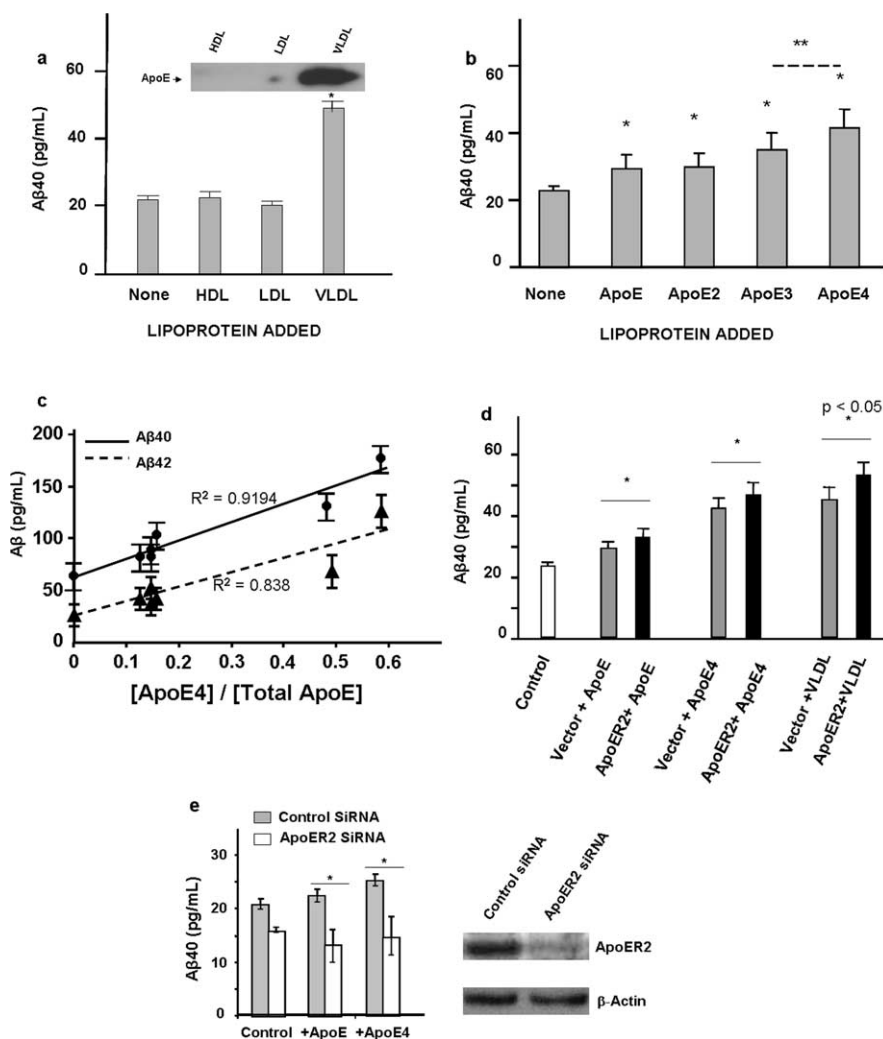 a
HDL
LDL
VLDL
ApoE
*
60
40
20
0
Aβ40 (pg/mL)
None HDL LDL VLDL
LIPOPROTEIN ADDED
b
**
*
*
*
*
60
40
20
0
Aβ40 (pg/mL)
None ApoE ApoE2 ApoE3 ApoE4
LIPOPROTEIN ADDED
c
Aβ40
Aβ42
200
150
100
50
0
Aβ (pg/mL)
R² = 0.9194
R² = 0.838
0 0.1 0.2 0.3 0.4 0.5 0.6
[ApoE4] / [Total ApoE]
d
p < 0.05
*
*
*
60
40
20
0
Aβ40 (pg/mL)
Control
Vector + ApoE
ApoER2+ ApoE
Vector + ApoE4
ApoER2+ ApoE4
Vector +VLDL
ApoER2+VLDL
e
Control SiRNA
ApoER2 SiRNA
*
*
30
20
10
0
Aβ40 (pg/mL)
Control +ApoE +ApoE4
Control siRNA
ApoER2 siRNA
ApoER2
β-Actin